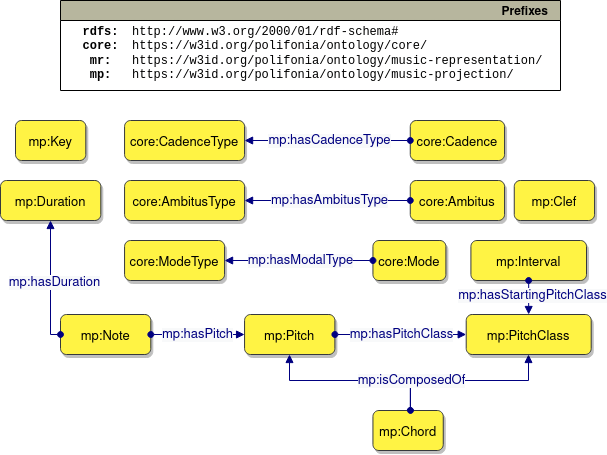 Prefixes
rdfs: http://www.w3.org/2000/01/rdf-schema#
core: https://w3id.org/polifonia/ontology/core/
mr: https://w3id.org/polifonia/ontology/music-representation/
mp: https://w3id.org/polifonia/ontology/music-projection/
mp:Key
core:CadenceType
mp:hasCadenceType
core:Cadence
mp:Duration
core:AmbitusType
mp:hasAmbitusType
core:Ambitus
mp:Clef
core:ModeType
mp:hasModalType
core:Mode
mp:Interval
mp:hasDuration
mp:hasStartingPitchClass
mp:Note
mp:hasPitch
mp:Pitch
mp:hasPitchClass
mp:PitchClass
mp:isComposedOf
mp:Chord